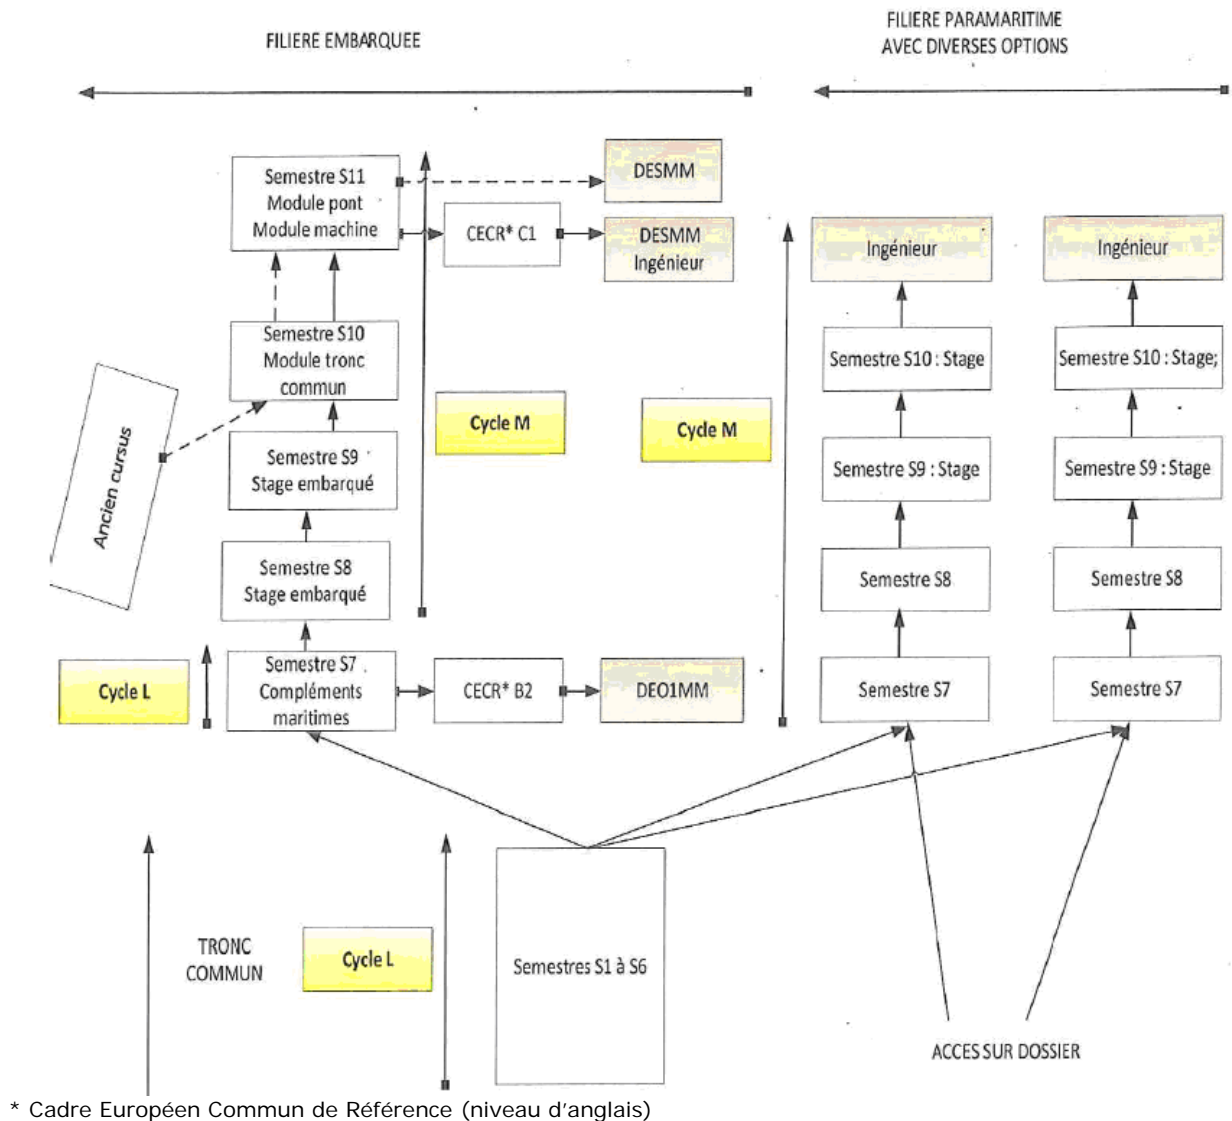 FILIERE EMBARQUEE
FILIERE PARAMARITIME
AVEC DIVERSES OPTIONS
Semestre S11
Module pont
Module machine
DESMM
CECR* C1
DESMM
Ingénieur
Ingénieur
Ingénieur
Semestre S10
Module tronc
commun
Semestre S10 : Stage
Semestre S10 : Stage;
Ancien cursus
Cycle M
Cycle M
Semestre S9
Stage embarqué
Semestre S9 : Stage
Semestre S9 : Stage
Semestre S8
Stage embarqué
Semestre S8
Semestre S8
Cycle L
Semestre S7
Compléments
maritimes
CECR* B2
DEO1MM
Semestre S7
Semestre S7
TRONC
COMMUN
Cycle L
Semestres S1 à S6
ACCES SUR DOSSIER
* Cadre Européen Commun de Référence (niveau d'anglais)